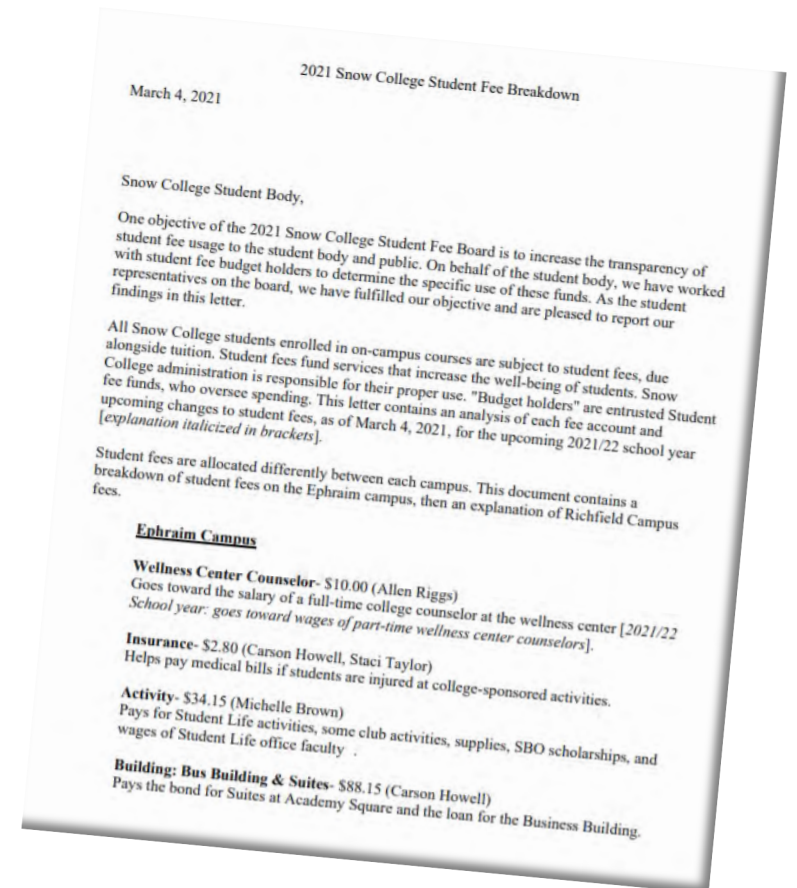 2021 Snow College Student Fee Breakdown
March 4, 2021
Snow College Student Body,
One objective of the 2021 Snow College Student Fee Board is to increase the transparency of
student fee usage to the student body and public. On behalf of the student body, we have worked
with student fee budget holders to determine the specific use of these funds. As the student
representatives on the board, we have fulfilled our objective and are pleased to report our
findings in this letter.
All Snow College students enrolled in on-campus courses are subject to student fees, due
alongside tuition. Student fees fund services that increase the well-being of students. Snow
College administration is responsible for their proper use. "Budget holders" are entrusted Student
fee funds, who oversee spending. This letter contains an analysis of each fee account and
upcoming changes to student fees, as of March 4, 2021, for the upcoming 2021/22 school year
[explanation italicized in brackets].
Student fees are allocated differently between each campus. This document contains a
breakdown of student fees on the Ephraim campus, then an explanation of Richfield Campus
fees.
Ephraim Campus
Wellness Center Counselor- $10.00 (Allen Riggs)
Goes toward the salary of a full-time college counselor at the wellness center [2021/22
School year: goes toward wages of part-time wellness center counselors].
Insurance- $2.80 (Carson Howell, Staci Taylor)
Helps pay medical bills if students are injured at college-sponsored activities.
Activity- $34.15 (Michelle Brown)
Pays for Student Life activities, some club activities, supplies, SBO scholarships, and
wages of Student Life office faculty .
Building: Bus Building & Suites- $88.15 (Carson Howell)
Pays the bond for Suites at Academy Square and the loan for the Business Building.